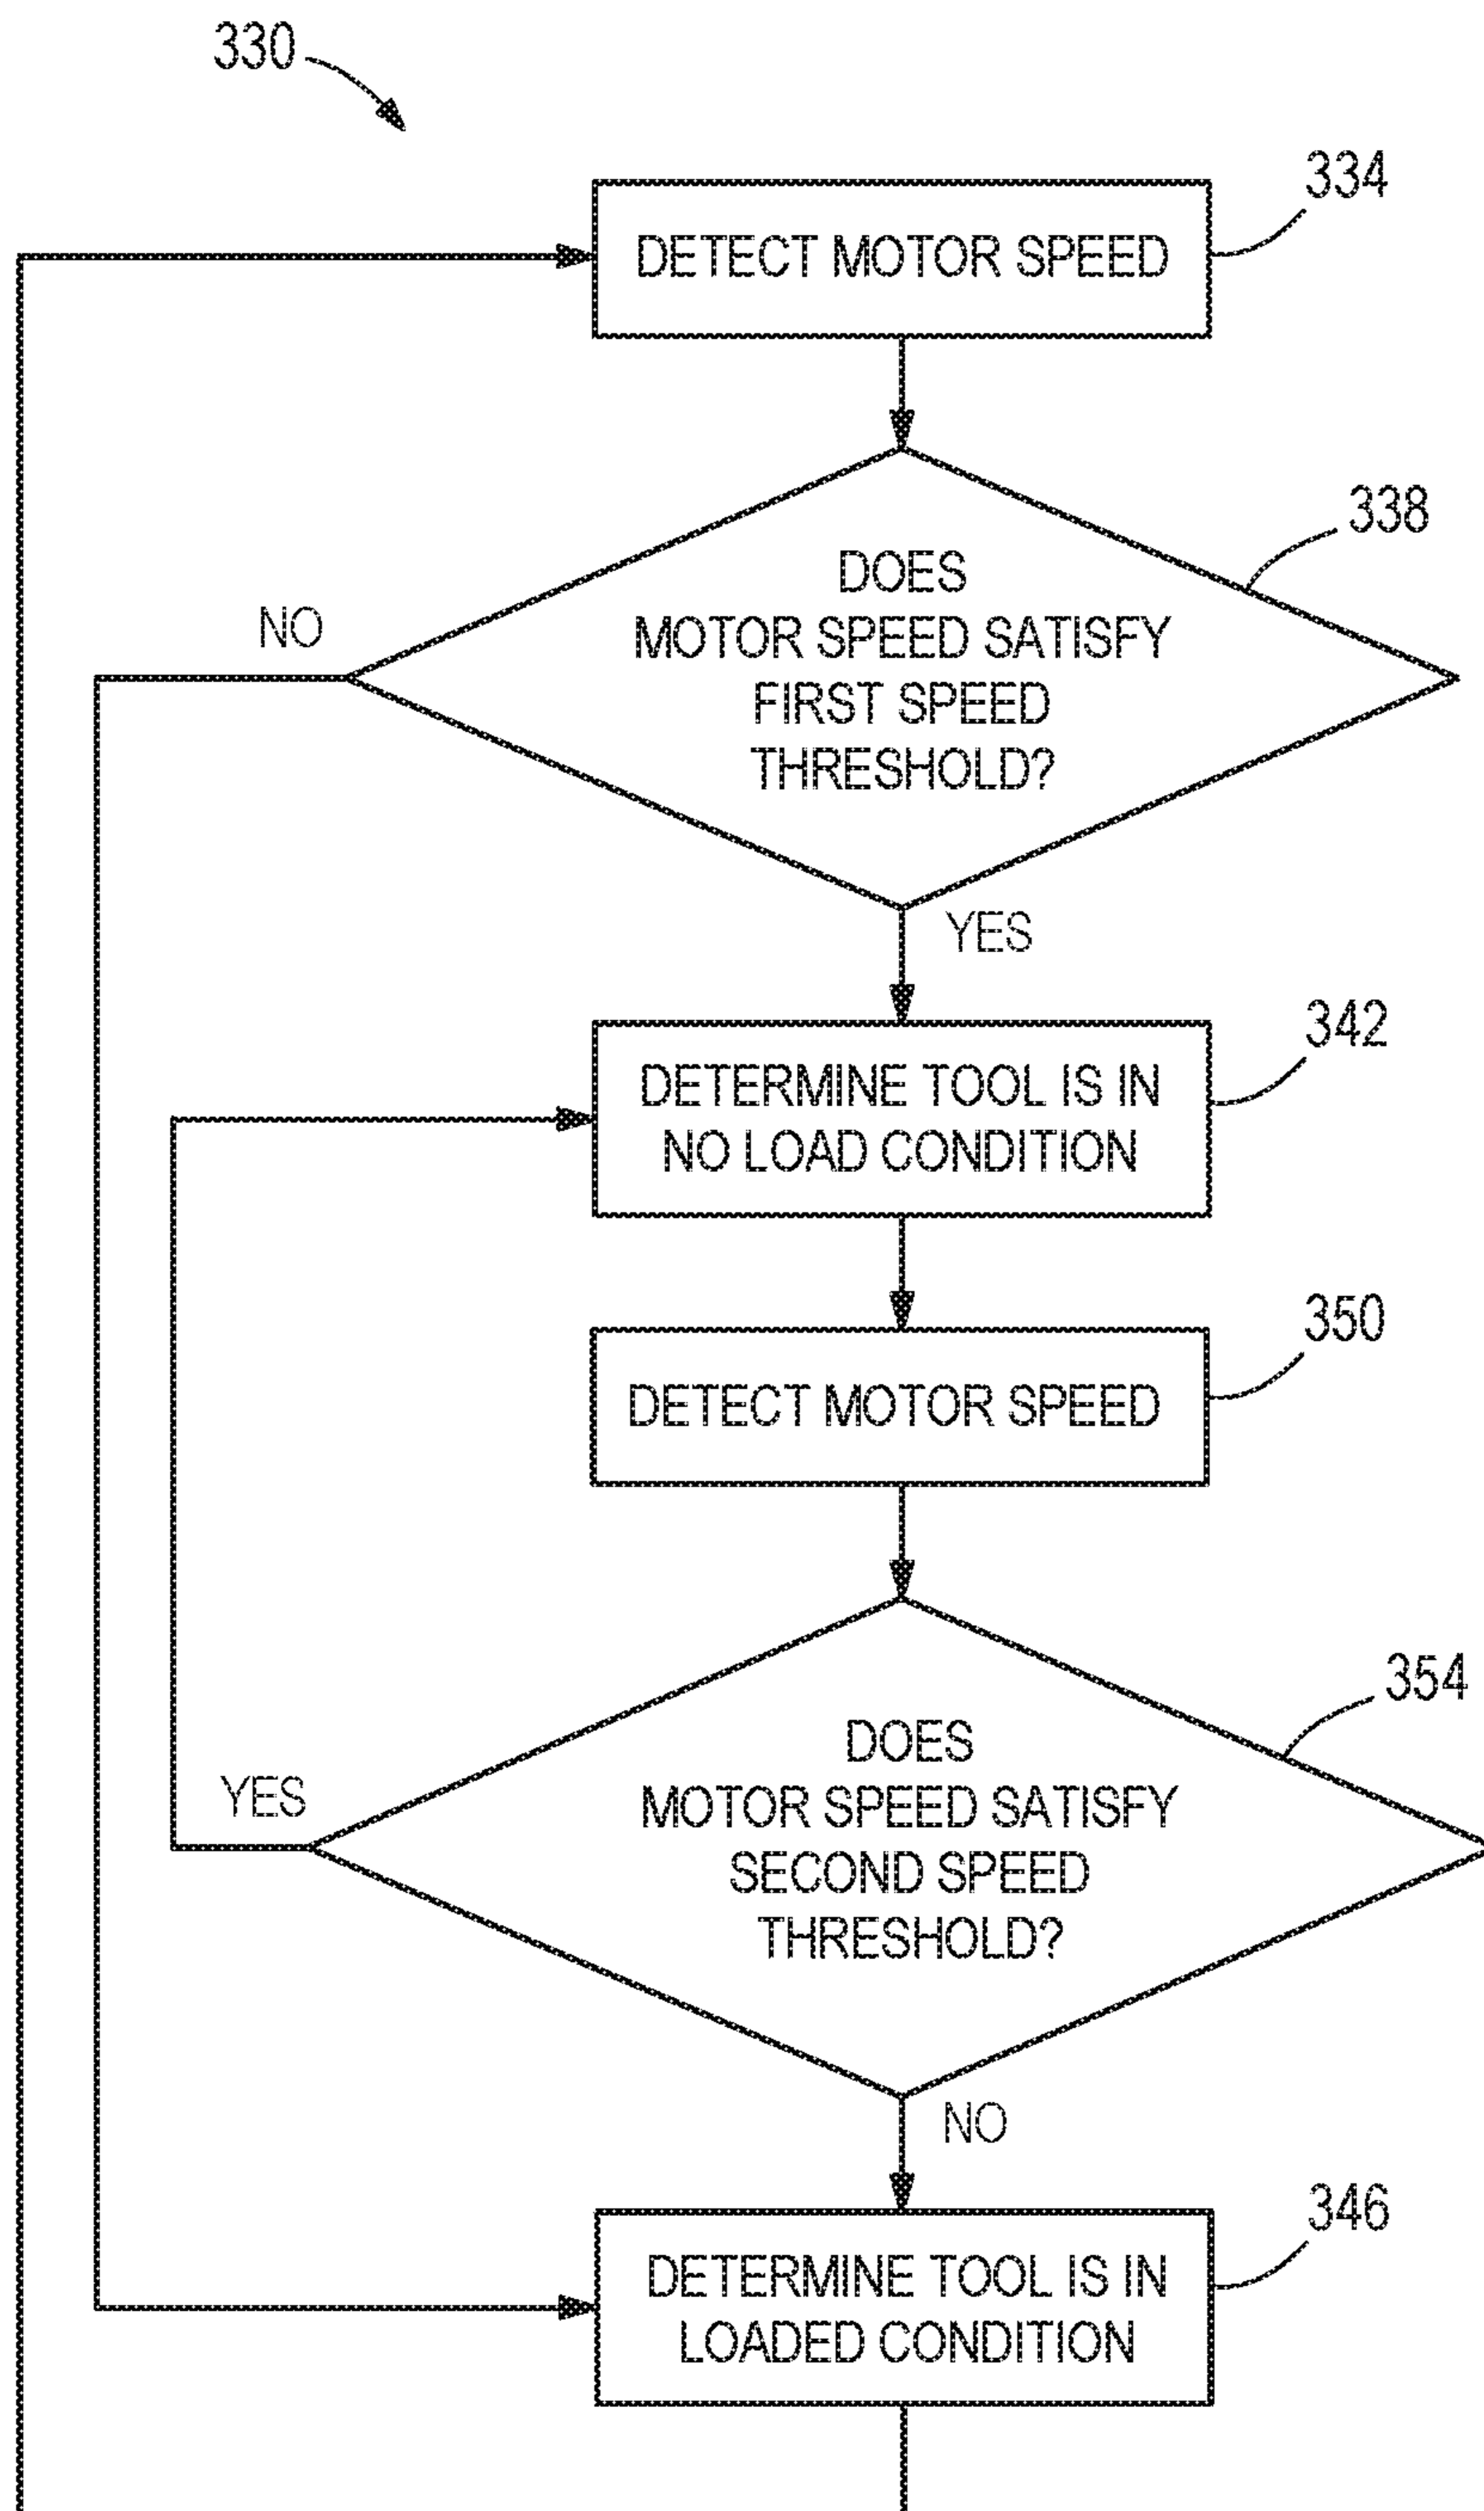 330
334
DETECT MOTOR SPEED
338
DOES
MOTOR SPEED SATISFY
FIRST SPEED
THRESHOLD?
NO
YES
342
DETERMINE TOOL IS IN
NO LOAD CONDITION
350
DETECT MOTOR SPEED
354
DOES
MOTOR SPEED SATISFY
SECOND SPEED
THRESHOLD?
YES
NO
346
DETERMINE TOOL IS IN
LOADED CONDITION